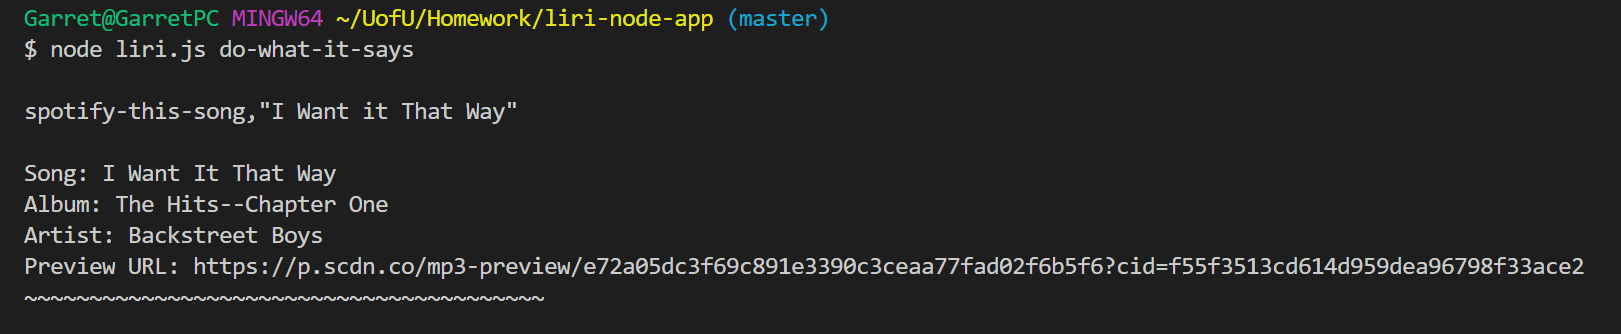 Garret@GarretPC MINGW64 ~/UofU/Homework/liri-node-app (master)
$ node liri.js do-what-it-says
spotify-this-song,"I Want it That Way"
Song: I Want It That Way
Album: The Hits--Chapter One
Artist: Backstreet Boys
Preview URL: https://p.scdn.co/mp3-preview/e72a05dc3f69c891e3390c3ceaa77fad02f6b5f6?cid=f55f3513cd614d959dea96798f33ace2
~~~~~~~~~~~~~~~~~~~~~~~~~~~~~~~~~~~~~~~~